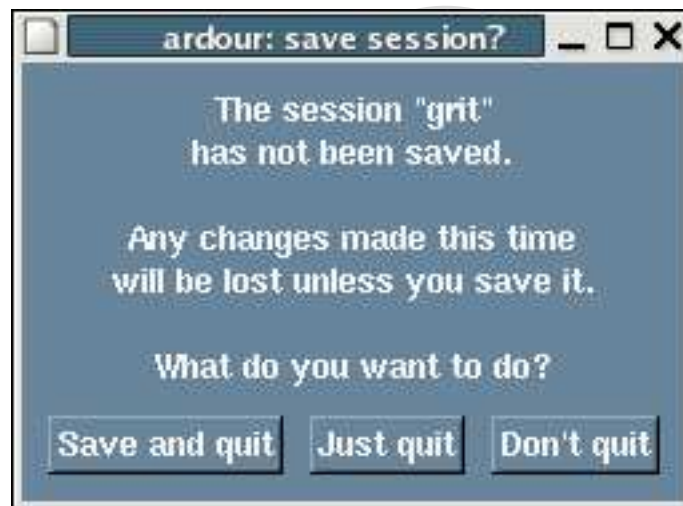 ardour: save session?
The session "grit"
has not been saved.
Any changes made this time
will be lost unless you save it.
What do you want to do?
Save and quit Just quit Don't quit